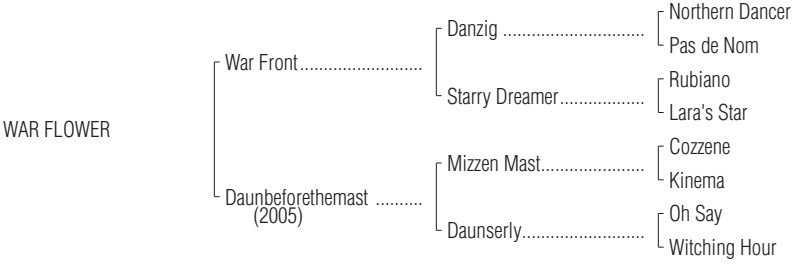 Northern Dancer
Danzig ..............................
Pas de Nom
War Front..........................
Rubiano
Starry Dreamer..................
Lara's Star
WAR FLOWER
Cozzene
Mizzen Mast......................
Kinema
Daunbeforethemast ..........
(2005)
Oh Say
Daunserly..........................
Witching Hour